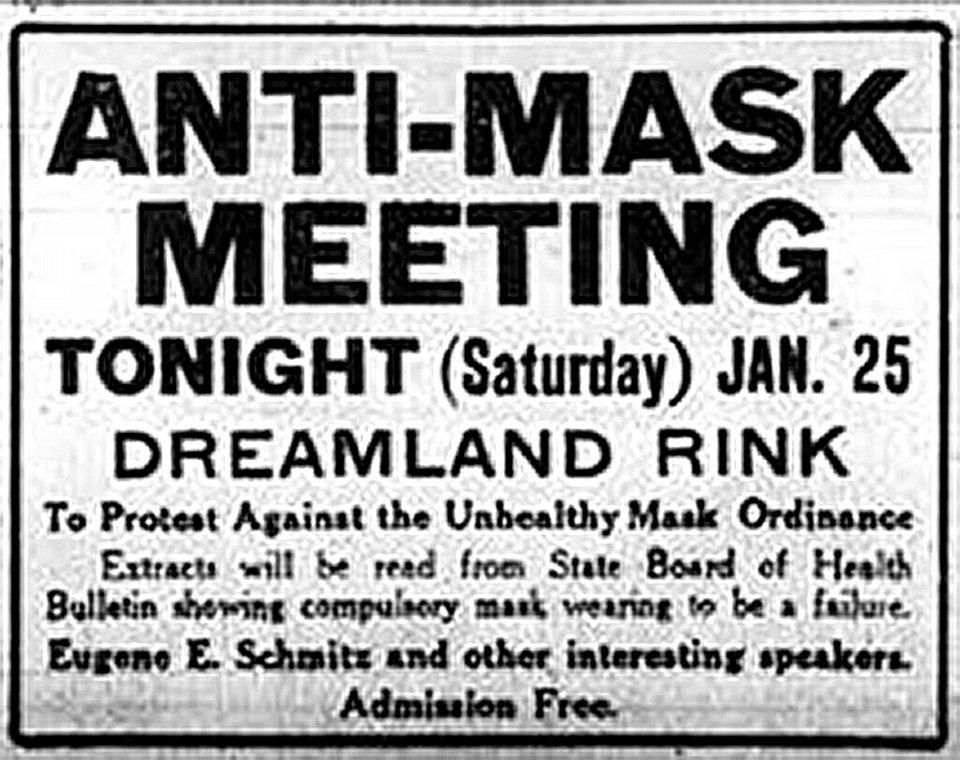 ANTI-MASK
MEETING
TONIGHT (Saturday) JAN. 25
DREAMLAND RINK
To Protest Against the Unhealthy Mask Ordinance
Extracts will be read from State Board of Health
Bulletin showing compulsory mask wearing to be a failure.
Eugene E. Schmitz and other interesting speakers.
Admission Free.